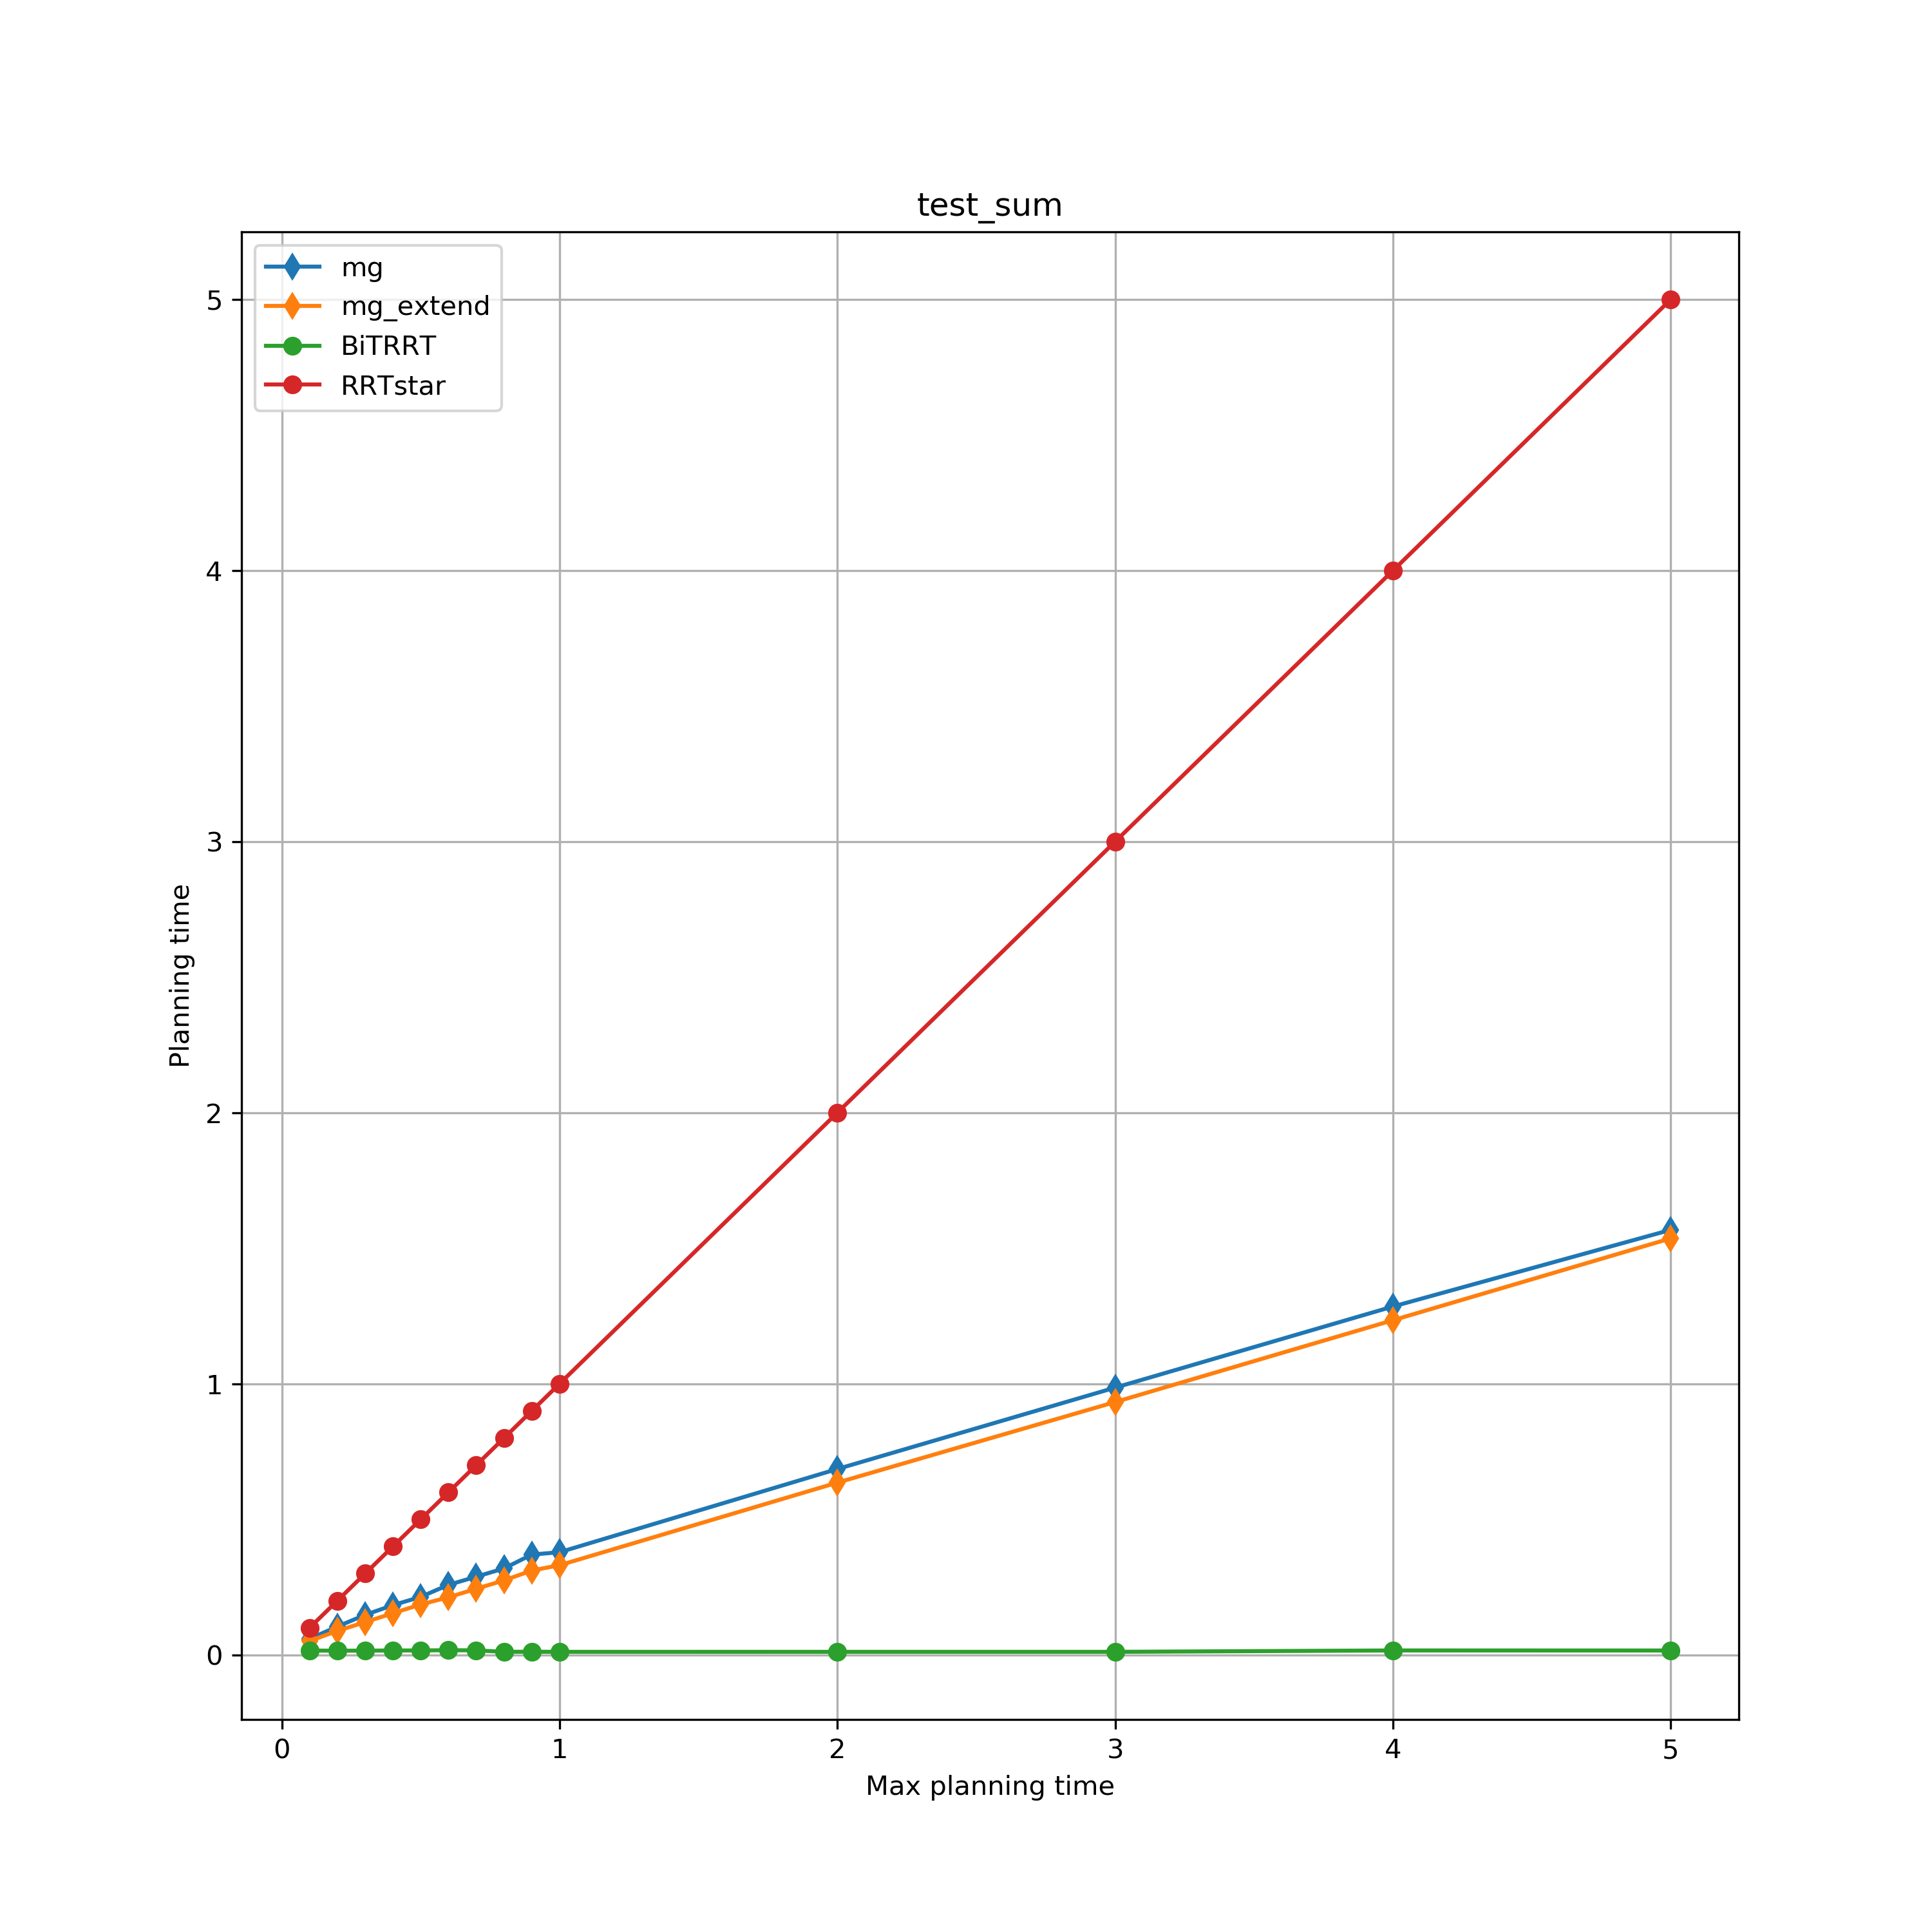 test_sum
mg
mg_extend
BiTRRT
RRTstar
5
4
3
2
1
0
Planning time
0 1 2 3 4 5
Max planning time